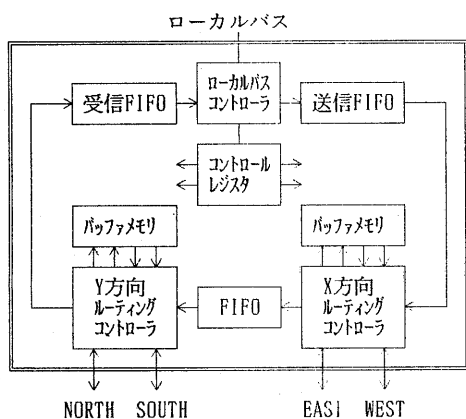 ローカルバス
受信FIFO
ローカルバス
コントローラ
送信FIFO
コントロール
レジスタ
バッファメモリ
バッファメモリ
Y方向
ルーティング
コントローラ
FIFO
X方向
ルーティング
コントローラ
NORTH SOUTH
EAST WEST